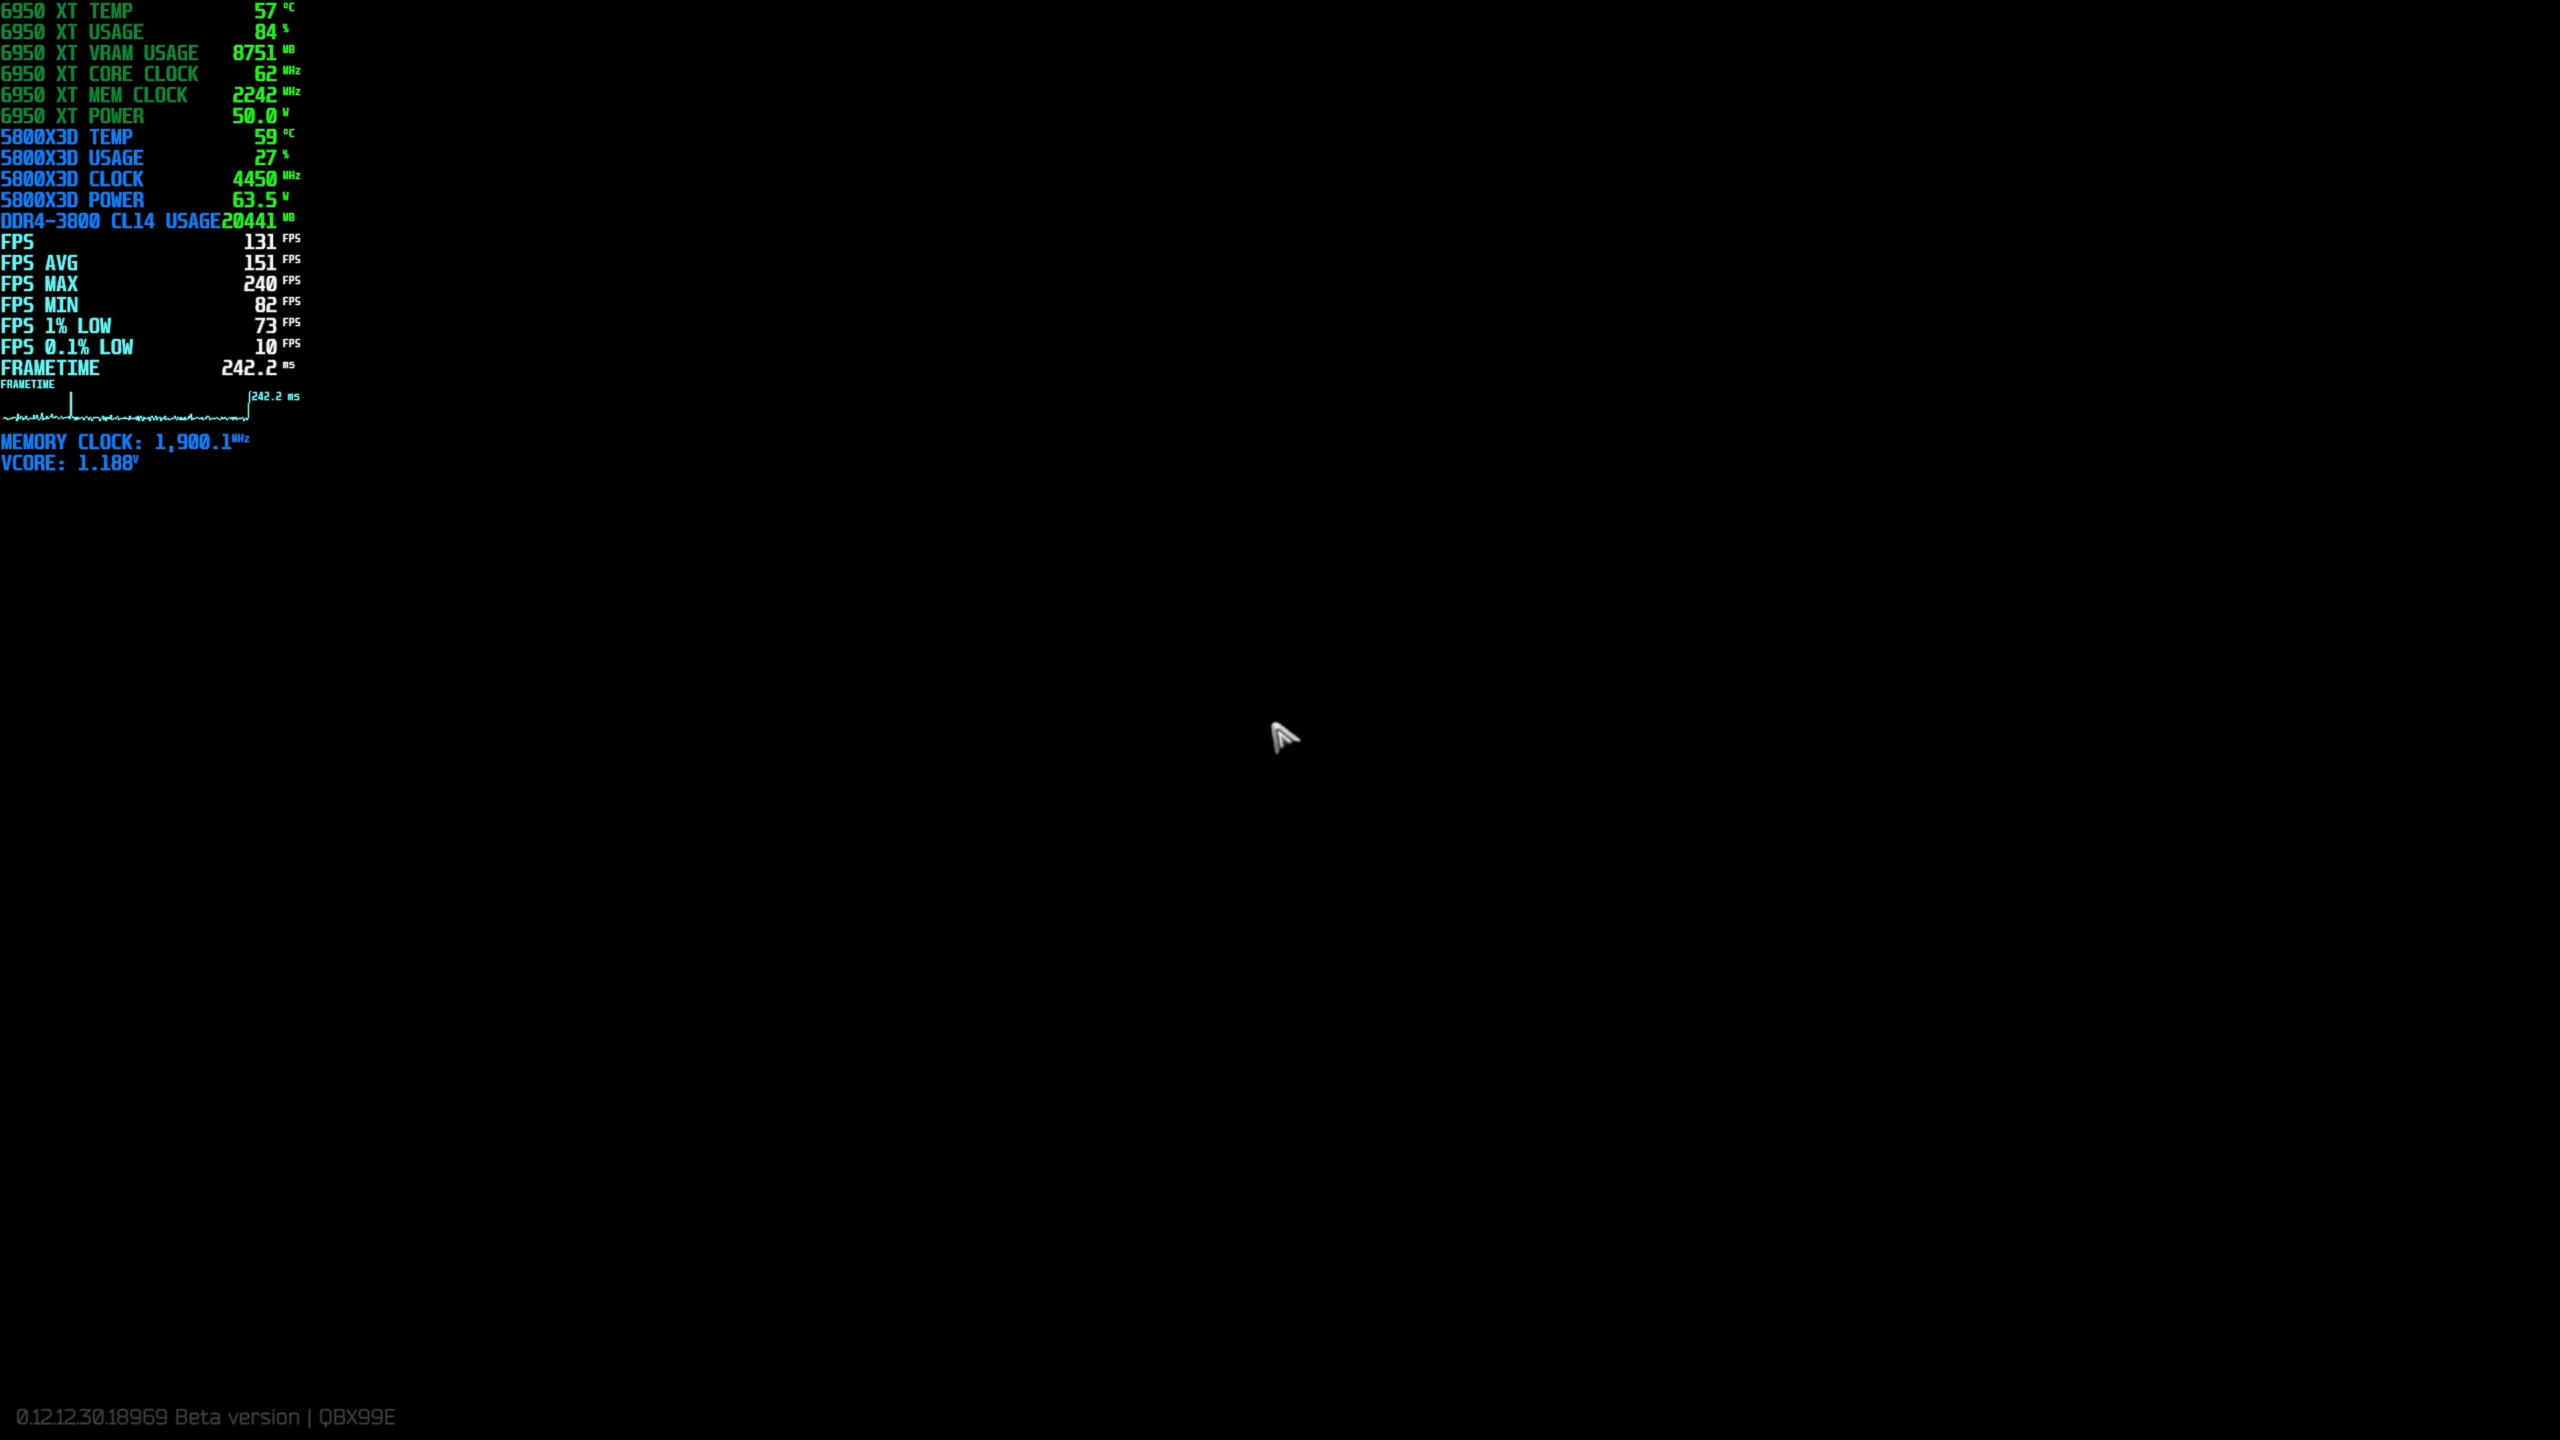 6950 XT TEMP 57 °C
6950 XT USAGE 84 %
6950 XT VRAM USAGE 8751 MB
6950 XT CORE CLOCK 62 MHz
6950 XT MEM CLOCK 2242 MHz
6950 XT POWER 50.0 W
5800X3D TEMP 59 °C
5800X3D USAGE 27 %
5800X3D CLOCK 4450 MHz
5800X3D POWER 63.5 W
DDR4-3800 CL14 USAGE 20441 MB
FPS 131 FPS
FPS AVG 151 FPS
FPS MAX 240 FPS
FPS MIN 82 FPS
FPS 1% LOW 73 FPS
FPS 0.1% LOW 10 FPS
FRAMETIME 242.2 ms
FRAMETIME
242.2 ms
MEMORY CLOCK: 1,900.1 MHz
VCORE: 1.188 V
0.12.12.30.18969 Beta version | QBX99E